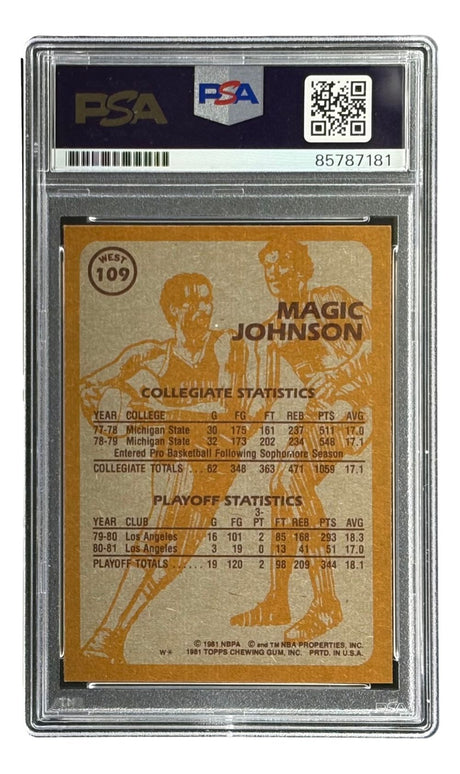 PSA
PSA
85787181
WEST
109
MAGIC
JOHNSON
COLLEGIATE STATISTICS
YEAR COLLEGE G FG FT REB PTS AVG
77-78 Michigan State 30 175 161 237 511 17.0
78-79 Michigan State 32 173 202 234 548 17.1
Entered Pro Basketball Following Sophomore Season
COLLEGIATE TOTALS ... 62 348 363 471 1059 17.1
PLAYOFF STATISTICS
3-
YEAR CLUB G FG PT FT REB PTS AVG
79-80 Los Angeles 16 101 2 85 168 293 18.3
80-81 Los Angeles 3 19 0 13 41 51 17.0
PLAYOFF TOTALS ..... 19 120 2 98 209 344 18.1
© 1981 NBPA © and TM NBA PROPERTIES, INC.
W* 1981 TOPPS CHEWING GUM, INC. PRTD. IN U.S.A.
TM PSA